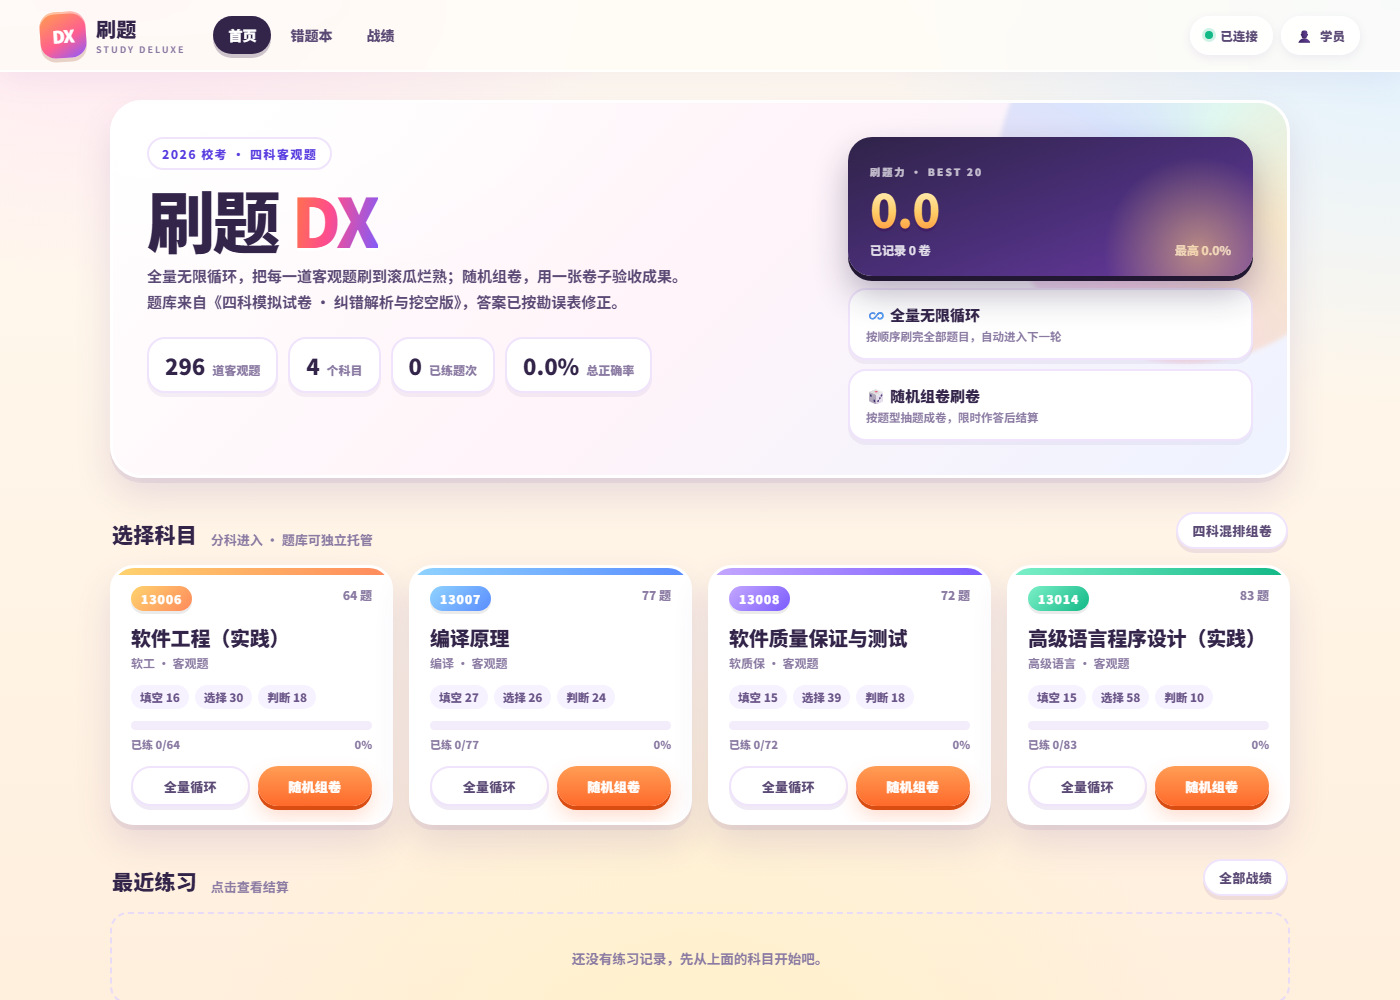 DX
刷题
STUDY DELUXE
首页
错题本
战绩
已连接
学员
2026 校考 · 四科客观题
刷题 DX
全量无限循环，把每一道客观题刷到滚瓜烂熟；随机组卷，用一张卷子验收成果。
题库来自《四科模拟试卷 · 纠错解析与挖空版》，答案已按勘误表修正。
296 道客观题
4 个科目
0 已练题次
0.0% 总正确率
刷题力 · BEST 20
0.0
已记录 0 卷
最高 0.0%
全量无限循环
按顺序刷完全部题目，自动进入下一轮
随机组卷刷卷
按题型抽题成卷，限时作答后结算
选择科目
分科进入 · 题库可独立托管
四科混排组卷
13006
64 题
软件工程（实践）
软工 · 客观题
填空 16
选择 30
判断 18
已练 0/64
0%
全量循环
随机组卷
13007
77 题
编译原理
编译 · 客观题
填空 27
选择 26
判断 24
已练 0/77
0%
全量循环
随机组卷
13008
72 题
软件质量保证与测试
软质保 · 客观题
填空 15
选择 39
判断 18
已练 0/72
0%
全量循环
随机组卷
13014
83 题
高级语言程序设计（实践）
高级语言 · 客观题
填空 15
选择 58
判断 10
已练 0/83
0%
全量循环
随机组卷
最近练习
点击查看结算
全部战绩
还没有练习记录，先从上面的科目开始吧。